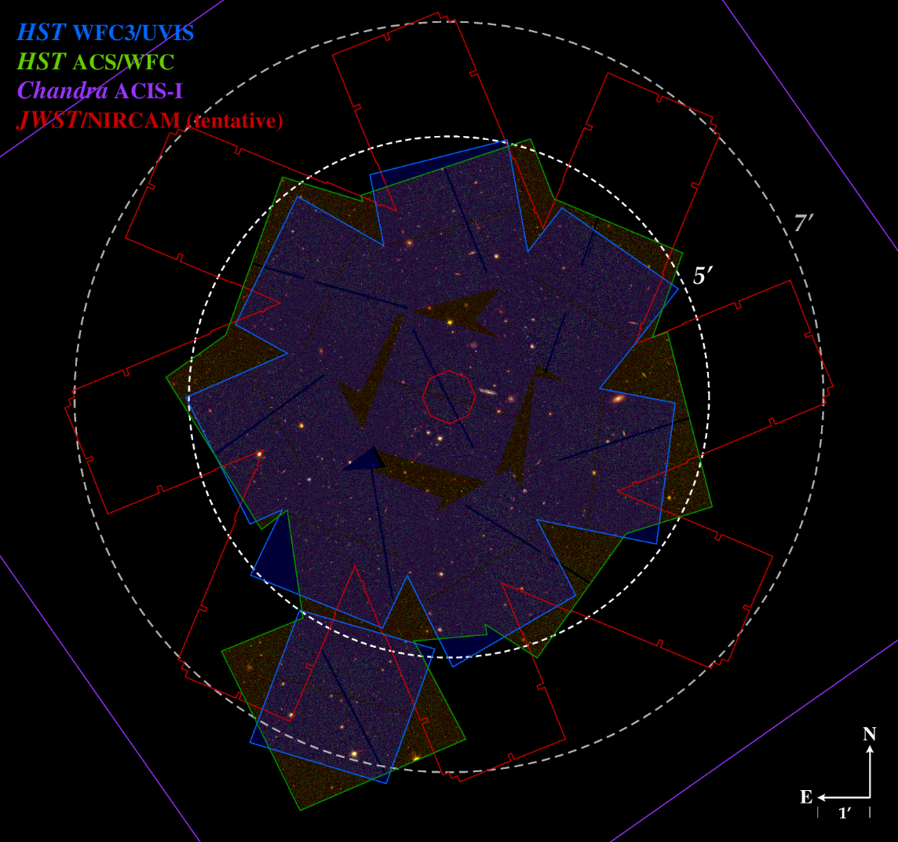 HST WFC3/UVIS
HST ACS/WFC
Chandra ACIS-I
JWST/NIRCAM (tentative)
7′
5′
N
E
1′